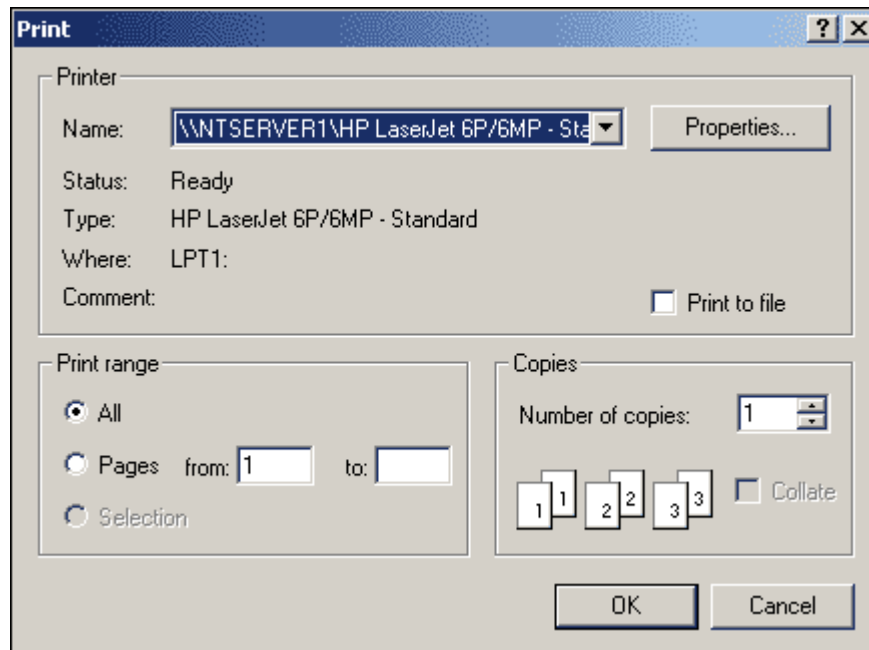 Print
Printer
Name: \\NTSERVER1\HP LaserJet 6P/6MP - Sta Properties...
Status: Ready
Type: HP LaserJet 6P/6MP - Standard
Where: LPT1:
Comment: Print to file
Print range
All
Pages from: 1 to:
Selection
Copies
Number of copies: 1
1 1 2 2 3 3 Collate
OK Cancel